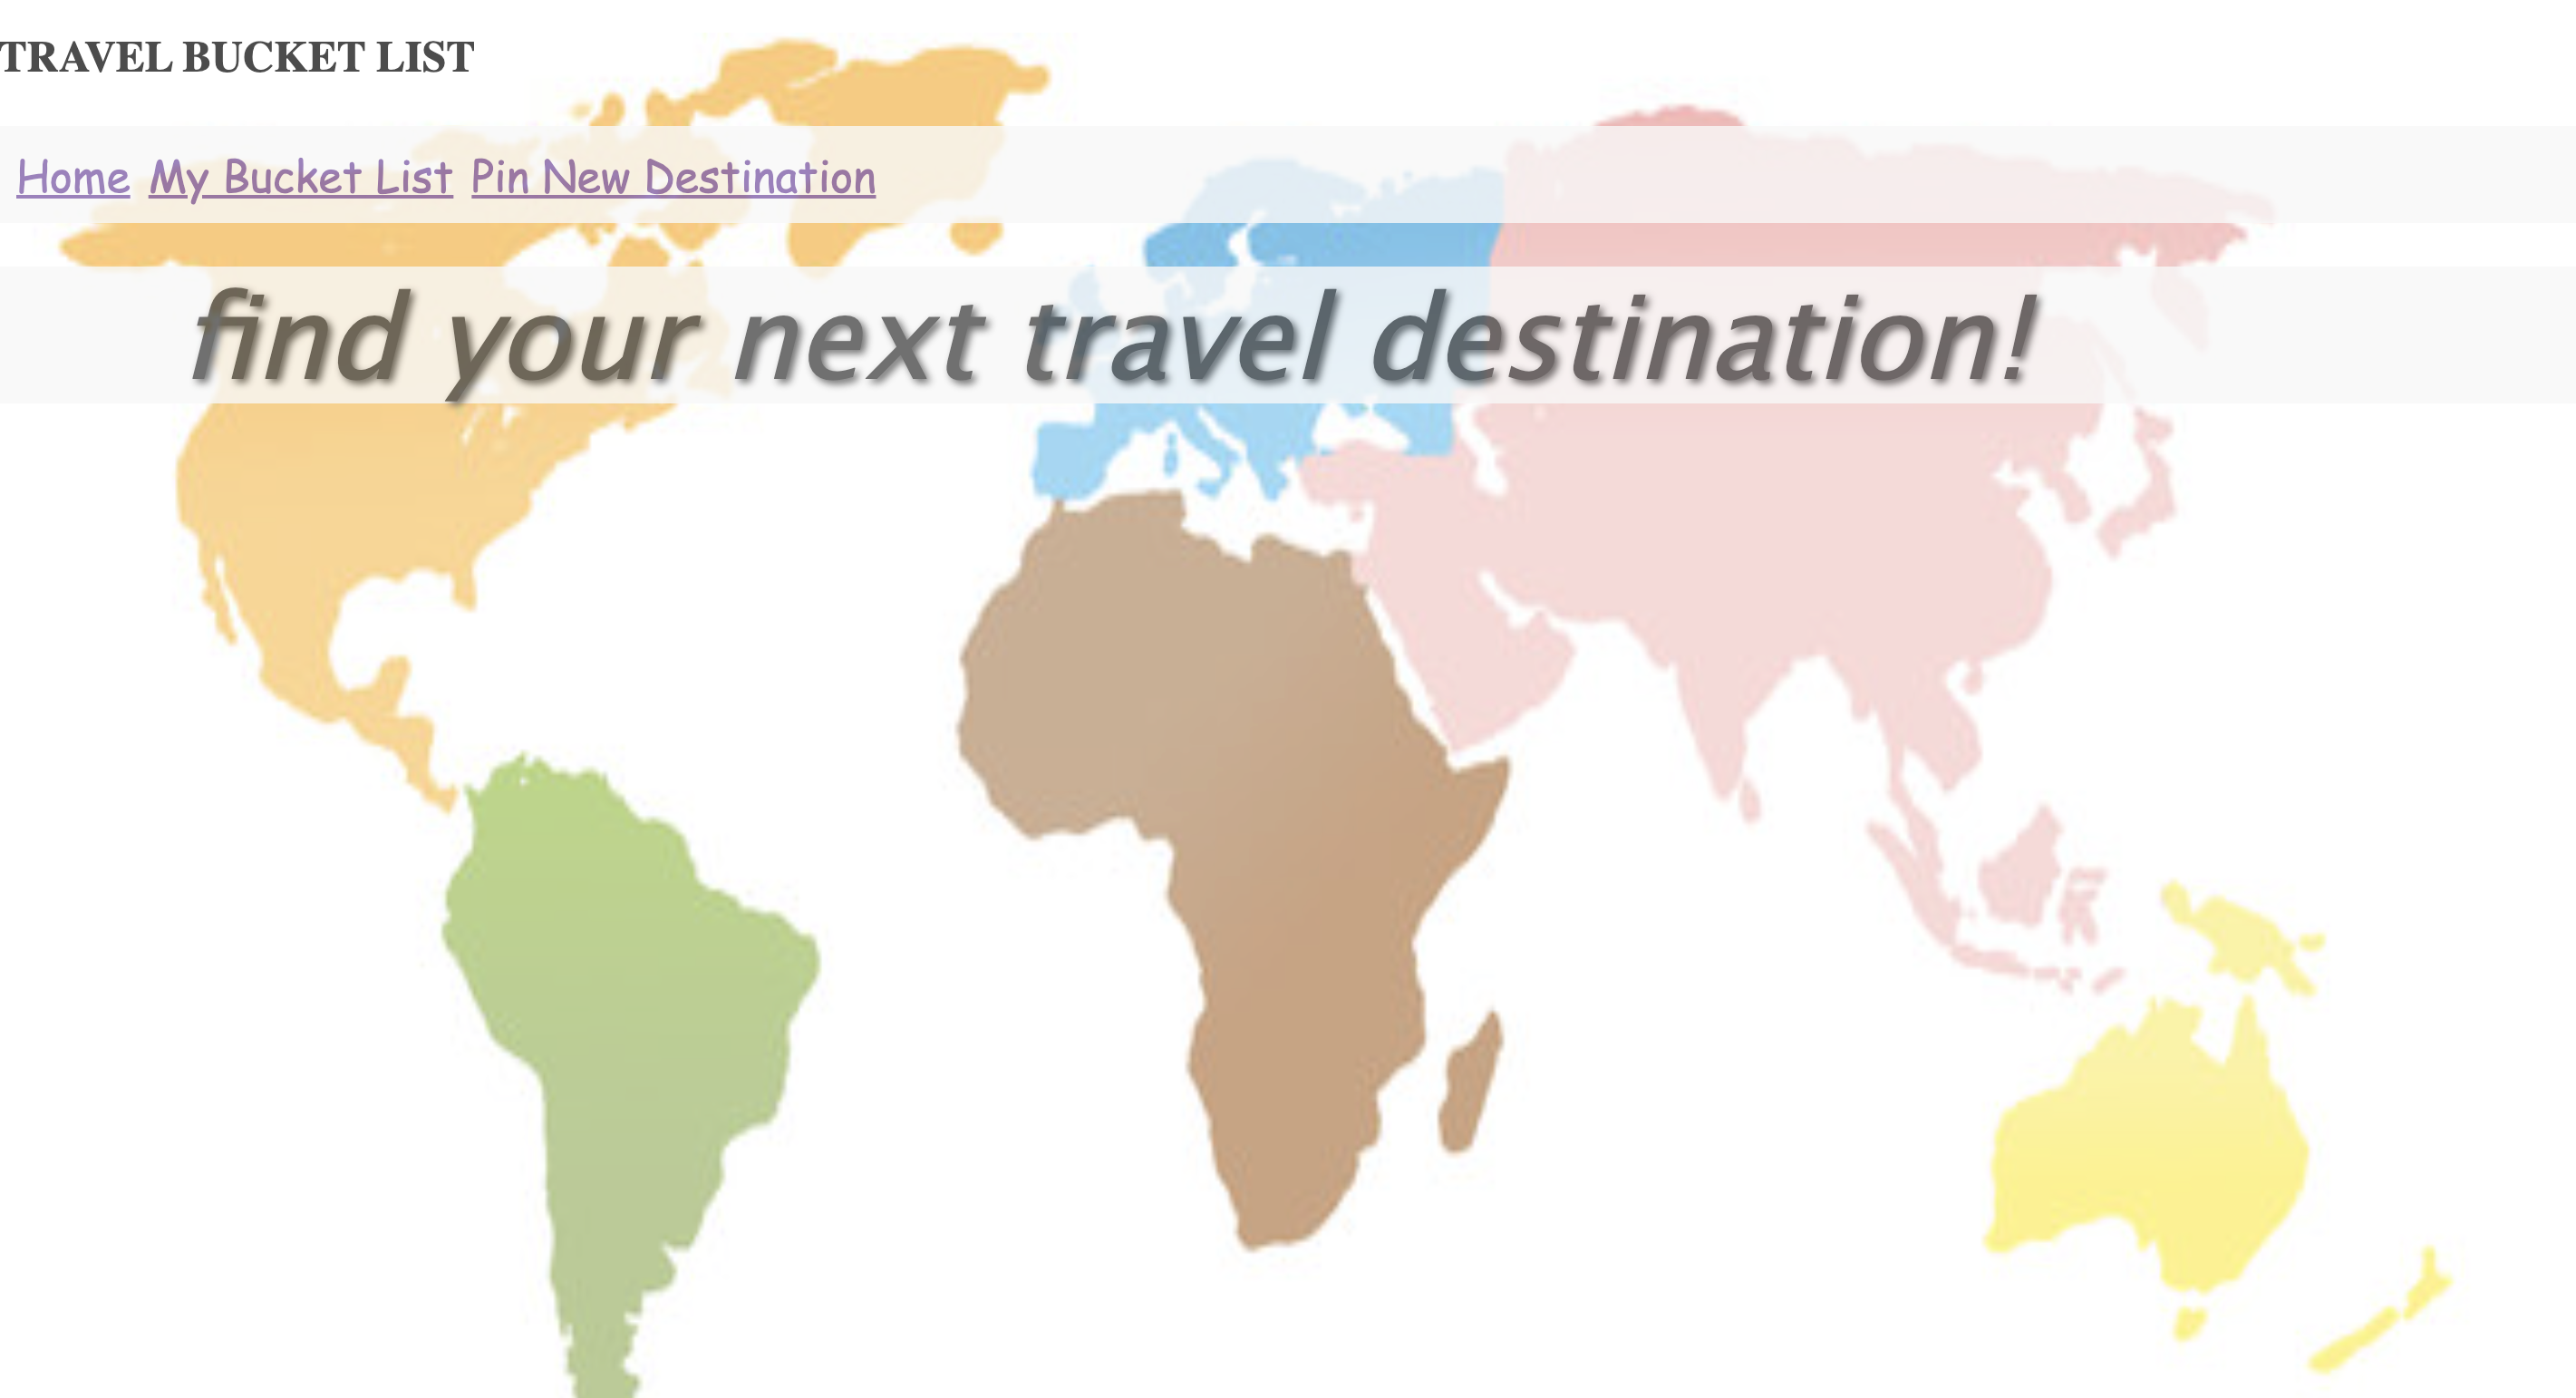 TRAVEL BUCKET LIST
Home My Bucket List Pin New Destination
find your next travel destination!